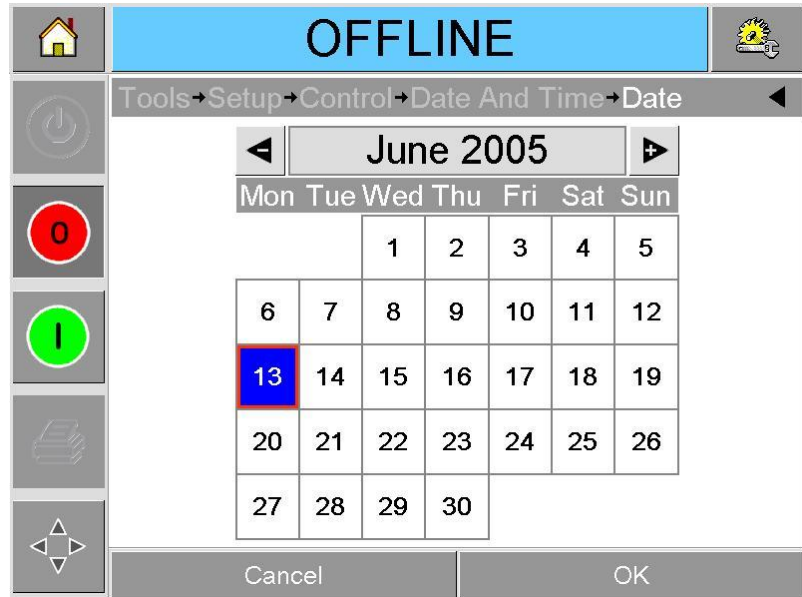 OFFLINE
Tools→Setup→Control→Date And Time→Date
June 2005
Mon Tue Wed Thu Fri Sat Sun
1 2 3 4 5
6 7 8 9 10 11 12
13 14 15 16 17 18 19
20 21 22 23 24 25 26
27 28 29 30
0
I
Cancel OK